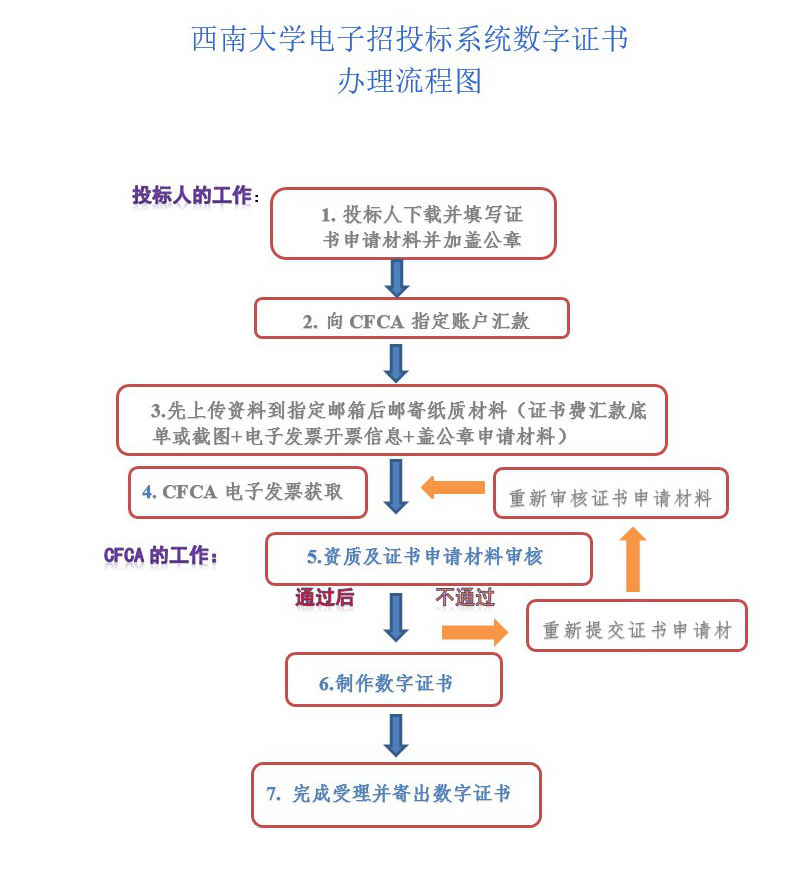 西南大学电子招投标系统数字证书
办理流程图
投标人的工作：
1. 投标人下载并填写证
书申请材料并加盖公章
2. 向 CFCA 指定账户汇款
3.先上传资料到指定邮箱后邮寄纸质材料（证书费汇款底
单或截图+电子发票开票信息+盖公章申请材料）
4. CFCA 电子发票获取
重新审核证书申请材料
CFCA 的工作：
5.资质及证书申请材料审核
通过后
不通过
重新提交证书申请材
6.制作数字证书
7. 完成受理并寄出数字证书